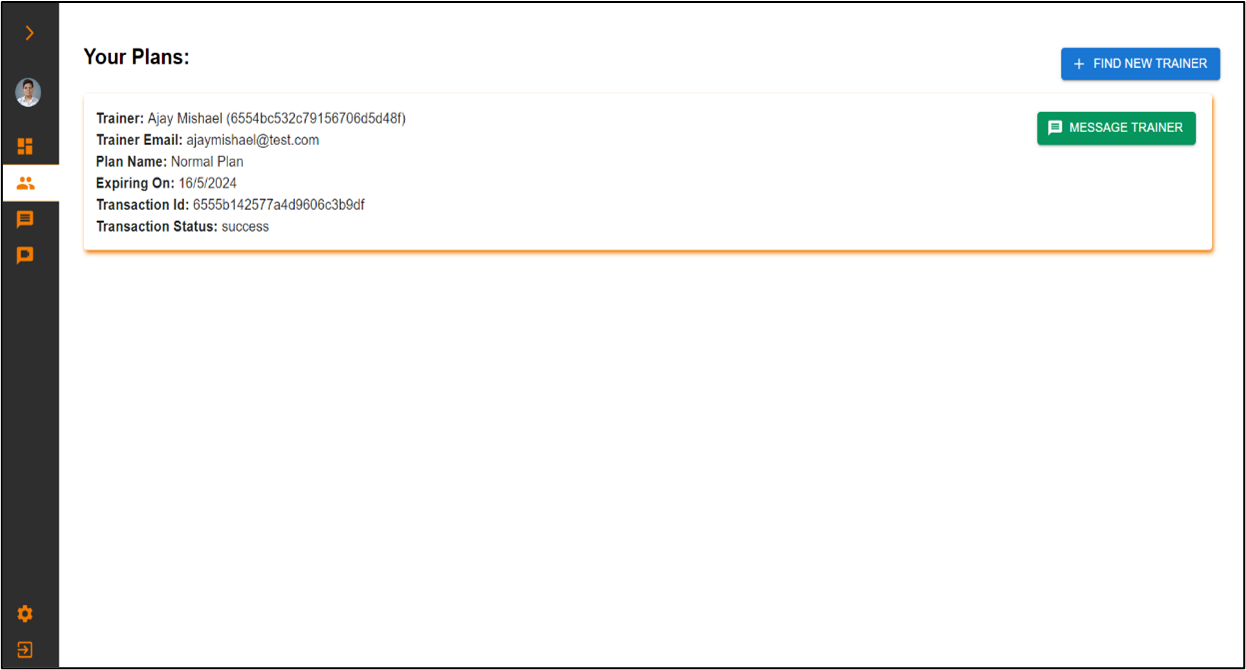 Your Plans:
+ FIND NEW TRAINER
Trainer: Ajay Mishael (6554bc532c79156706d5d48f)
MESSAGE TRAINER
Trainer Email: ajaymishael@test.com
Plan Name: Normal Plan
Expiring On: 16/5/2024
Transaction Id: 6555b142577a4d9606c3b9df
Transaction Status: success